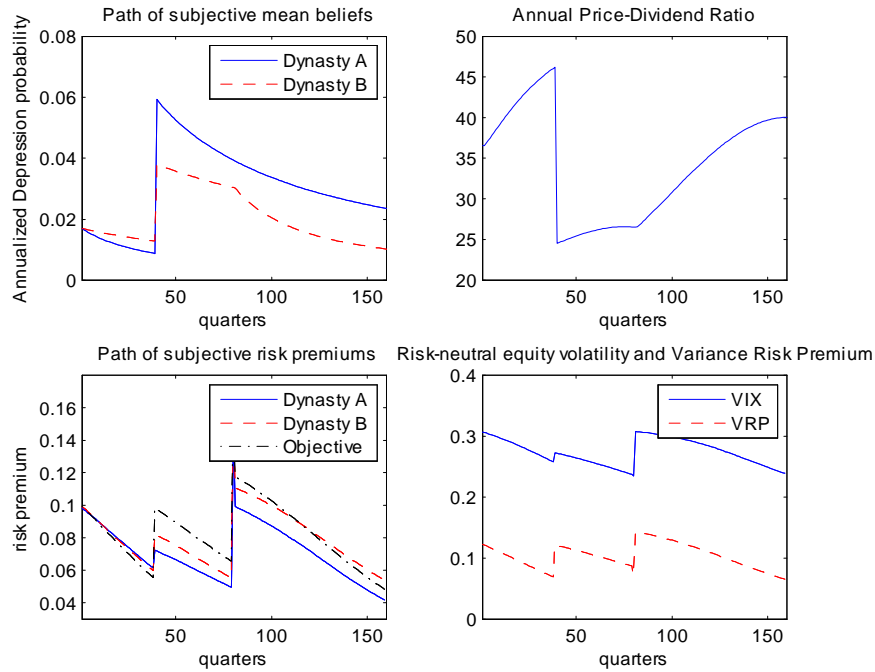 Path of subjective mean beliefs
Annualized Depression probability
0.08
0.06
0.04
0.02
0
Dynasty A
Dynasty B
50
100
150
quarters
Annual Price-Dividend Ratio
50
45
40
35
30
25
20
50
100
150
quarters
Path of subjective risk premiums
risk premium
0.16
0.14
0.12
0.1
0.08
0.06
0.04
Dynasty A
Dynasty B
Objective
50
100
150
quarters
Risk-neutral equity volatility and Variance Risk Premium
0.4
0.3
0.2
0.1
0
VIX
VRP
50
100
150
quarters